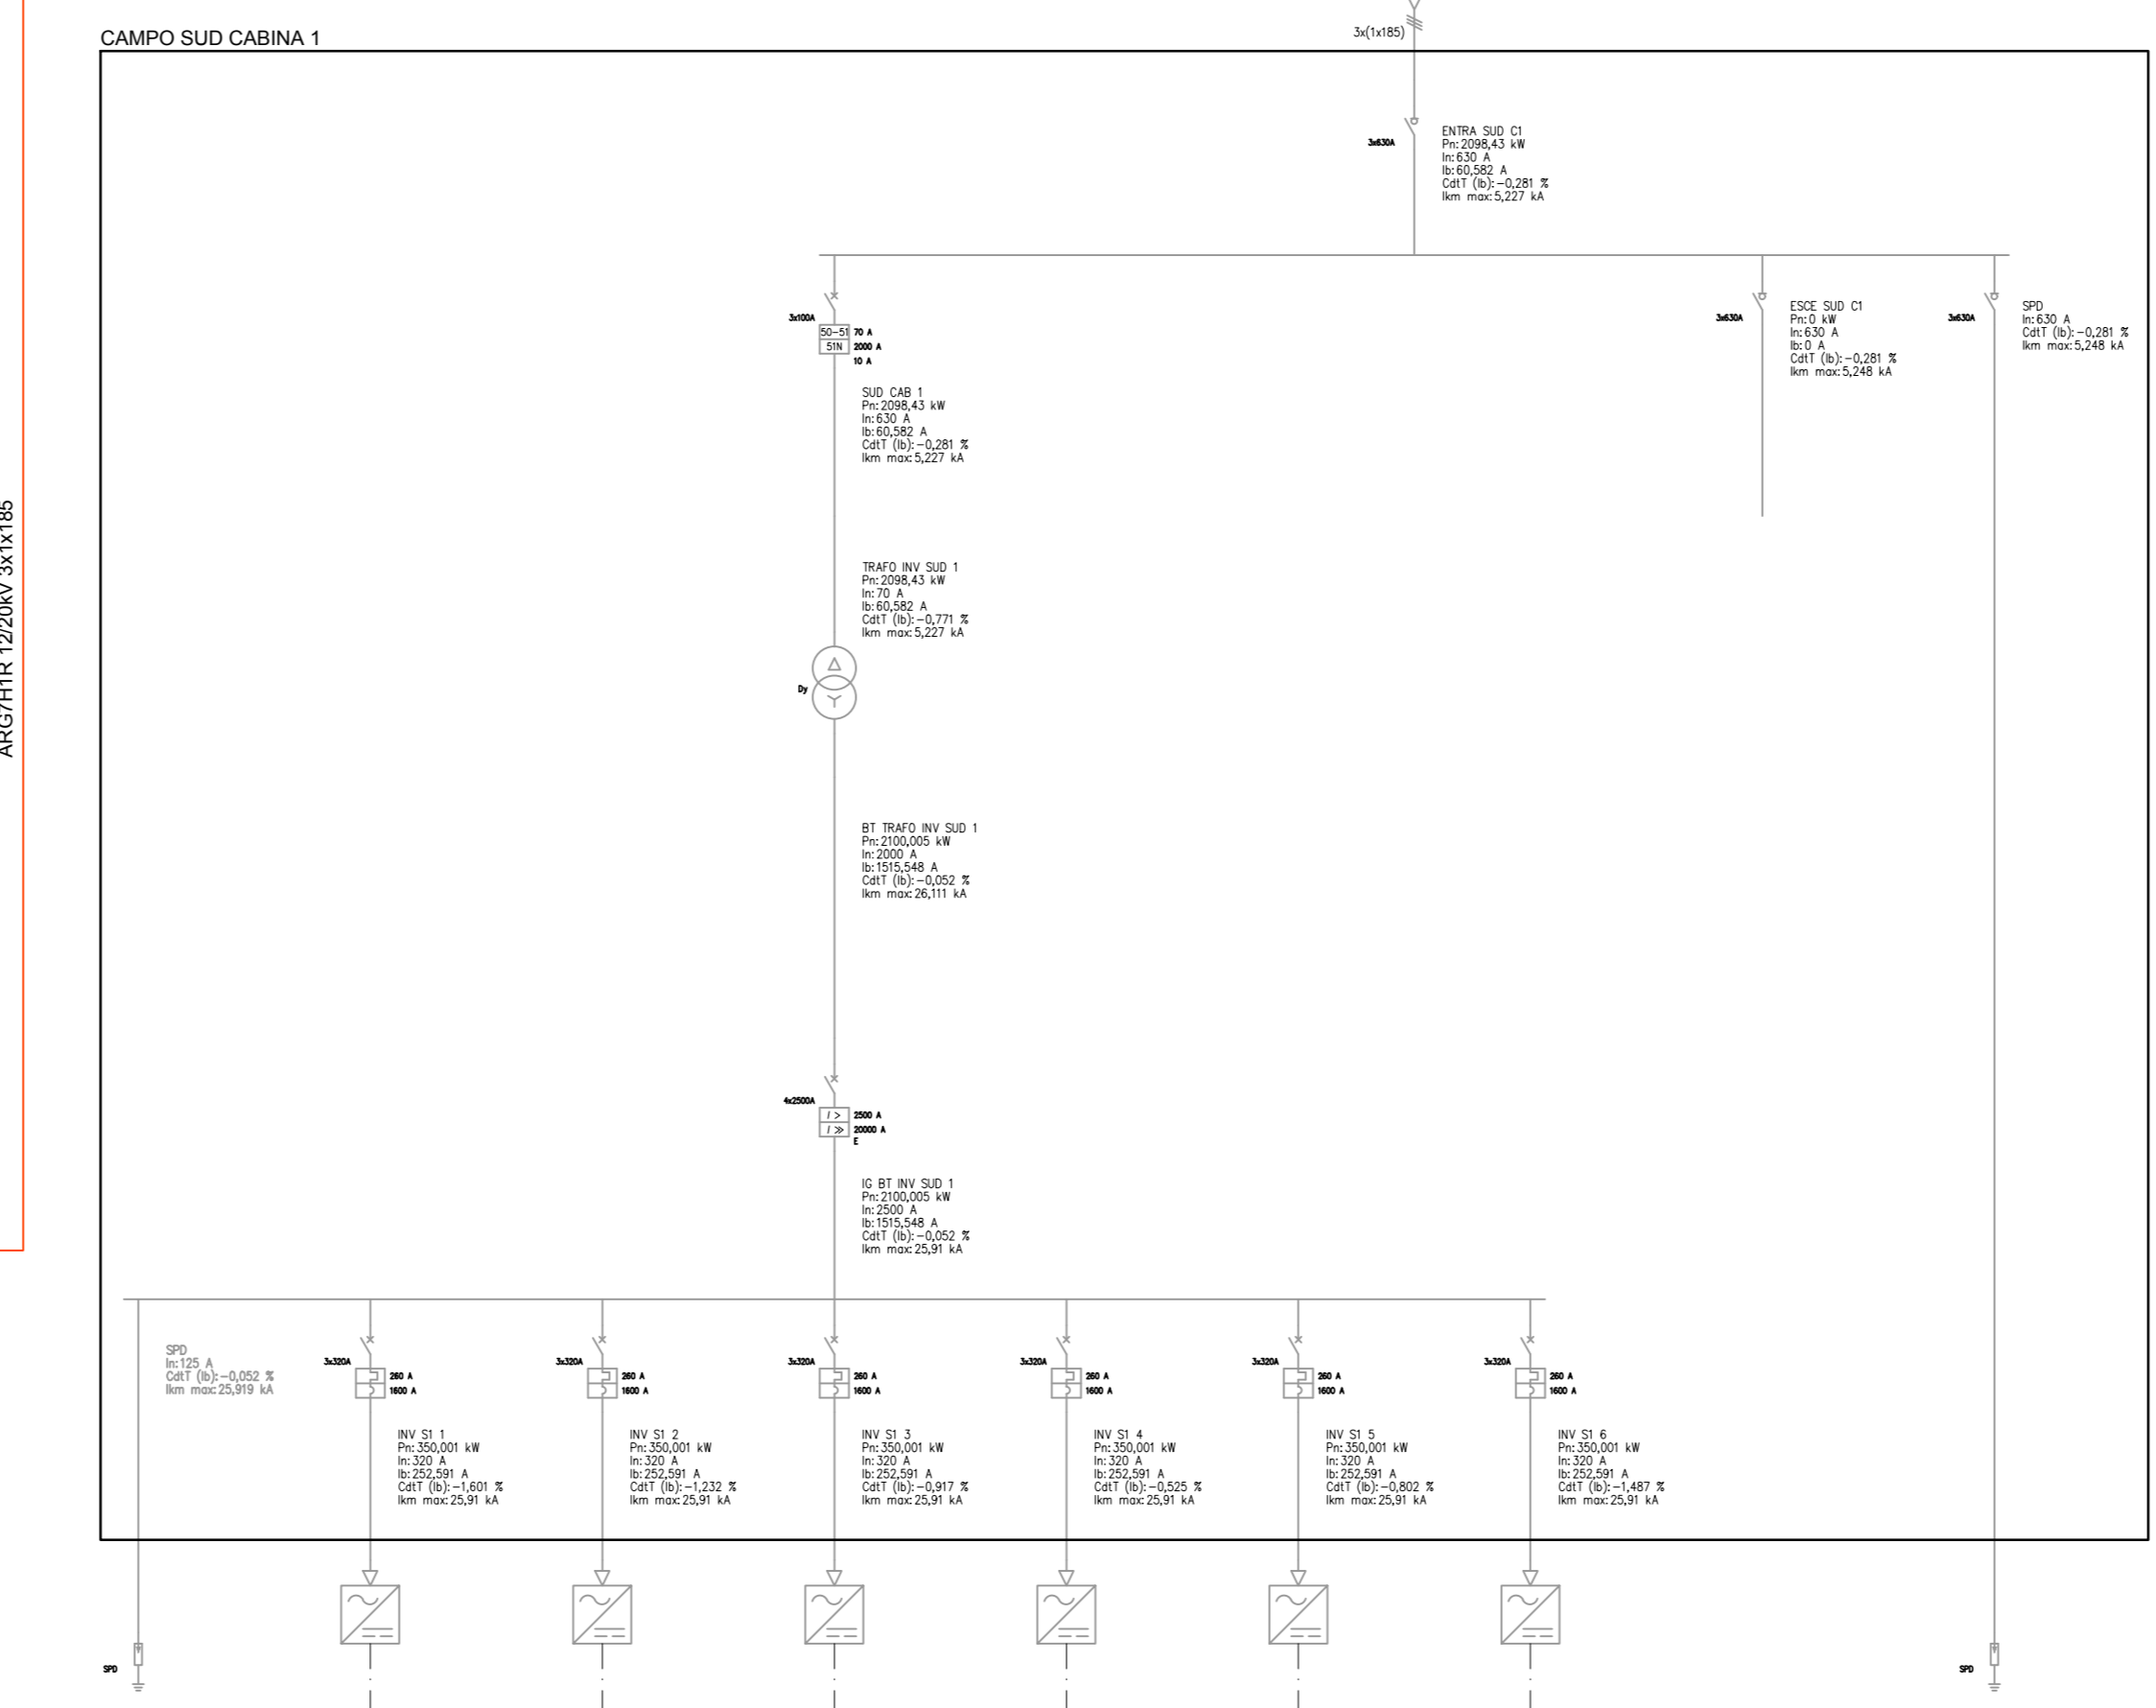 CAMPO SUD CABINA 1
3x(1x185)
3x630A
ENTRA SUD C1
Pn:2098,43 kW
In:630 A
Ib:60,582 A
CdtT (Ib):-0,281 %
Ikm max:5,227 kA
3x100A
50-51
70 A
51N
2000 A
10 A
SUD CAB 1
Pn:2098,43 kW
In:630 A
Ib:60,582 A
CdtT (Ib):-0,281 %
Ikm max:5,227 kA
3x630A
ESCE SUD C1
Pn:0 kW
In:630 A
Ib:0 A
CdtT (Ib):-0,281 %
Ikm max:5,248 kA
3x630A
SPD
In:630 A
CdtT (Ib):-0,281 %
Ikm max:5,248 kA
ARG7H1R 12/20kV 3x1x185
TRAFO INV SUD 1
Pn:2098,43 kW
In:70 A
Ib:60,582 A
CdtT (Ib):-0,771 %
Ikm max:5,227 kA
Dy
BT TRAFO INV SUD 1
Pn:2100,005 kW
In:2000 A
Ib:1515,548 A
CdtT (Ib):-0,052 %
Ikm max:26,111 kA
4x2500A
I >
2500 A
I ≫
20000 A
E
IG BT INV SUD 1
Pn:2100,005 kW
In:2500 A
Ib:1515,548 A
CdtT (Ib):-0,052 %
Ikm max:25,91 kA
SPD
In:125 A
CdtT (Ib):-0,052 %
Ikm max:25,919 kA
3x320A
260 A
1600 A
INV S1 1
Pn:350,001 kW
In:320 A
Ib:252,591 A
CdtT (Ib):-1,601 %
Ikm max:25,91 kA
3x320A
260 A
1600 A
INV S1 2
Pn:350,001 kW
In:320 A
Ib:252,591 A
CdtT (Ib):-1,232 %
Ikm max:25,91 kA
3x320A
260 A
1600 A
INV S1 3
Pn:350,001 kW
In:320 A
Ib:252,591 A
CdtT (Ib):-0,917 %
Ikm max:25,91 kA
3x320A
260 A
1600 A
INV S1 4
Pn:350,001 kW
In:320 A
Ib:252,591 A
CdtT (Ib):-0,525 %
Ikm max:25,91 kA
3x320A
260 A
1600 A
INV S1 5
Pn:350,001 kW
In:320 A
Ib:252,591 A
CdtT (Ib):-0,802 %
Ikm max:25,91 kA
3x320A
260 A
1600 A
INV S1 6
Pn:350,001 kW
In:320 A
Ib:252,591 A
CdtT (Ib):-1,487 %
Ikm max:25,91 kA
SPD
SPD